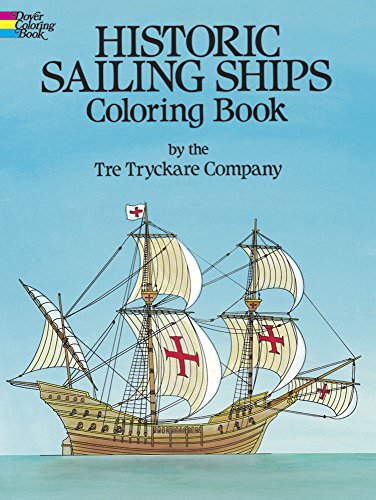 Dover
Coloring
Book
HISTORIC
SAILING SHIPS
Coloring Book
by the
Tre Tryckare Company